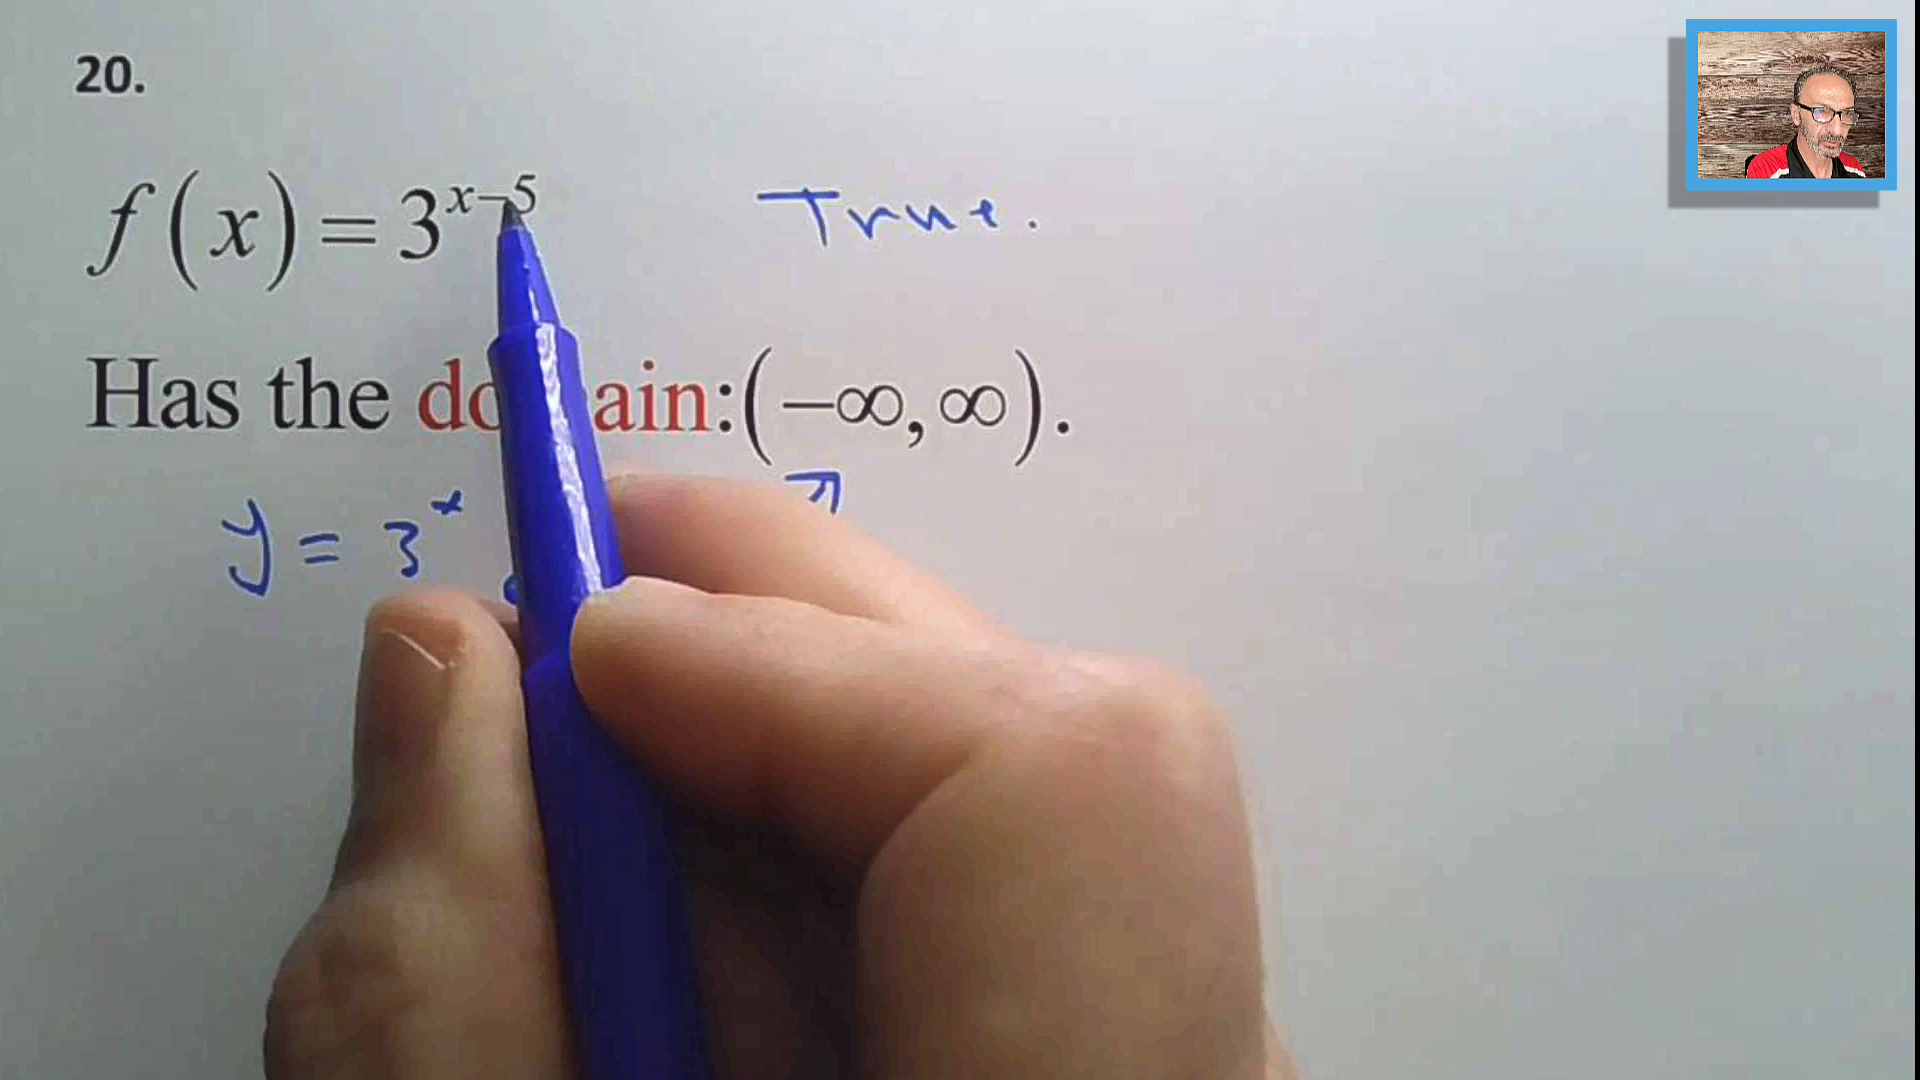 20.
f(x) = 3^{x-5} True.
Has the domain: (-∞, ∞).
y = 3^x